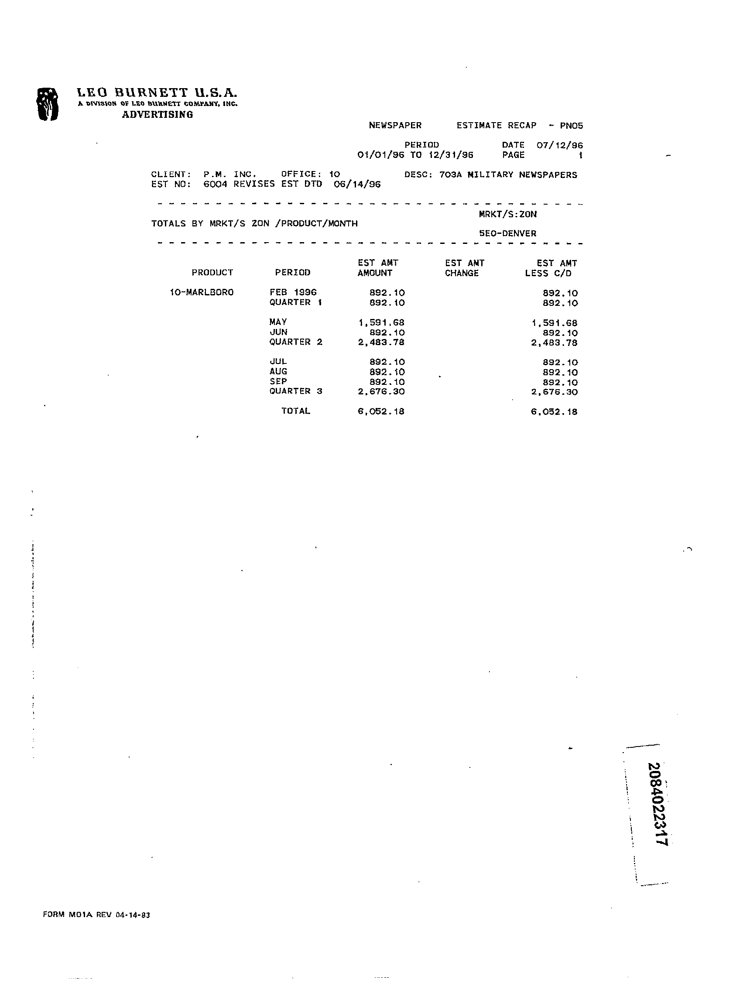 LEO BURNETT U.S.A.
A DIVISION OF LEO BURNETT COMPANY, INC.
ADVERTISING
NEWSPAPER ESTIMATE RECAP - PN05
PERIOD DATE 07/12/96
01/01/96 TO 12/31/96 PAGE 1
CLIENT: P.M. INC. OFFICE: 10 DESC: 703A MILITARY NEWSPAPERS
EST NO: 6004 REVISES EST DTD 06/14/96
MRKT/S:ZON
TOTALS BY MRKT/S ZON /PRODUCT/MONTH
5EO-DENVER
EST AMT EST AMT EST AMT
PRODUCT PERIOD AMOUNT CHANGE LESS C/D
10-MARLBORO FEB 1996 892.10 892.10
QUARTER 1 892.10 892.10
MAY 1,591.68 1,591.68
JUN 892.10 892.10
QUARTER 2 2,483.78 2,483.78
JUL 892.10 892.10
AUG 892.10 892.10
SEP 892.10 892.10
QUARTER 3 2,676.30 2,676.30
TOTAL 6,052.18 6,052.18
2084022317
FORM M01A REV 04-14-83